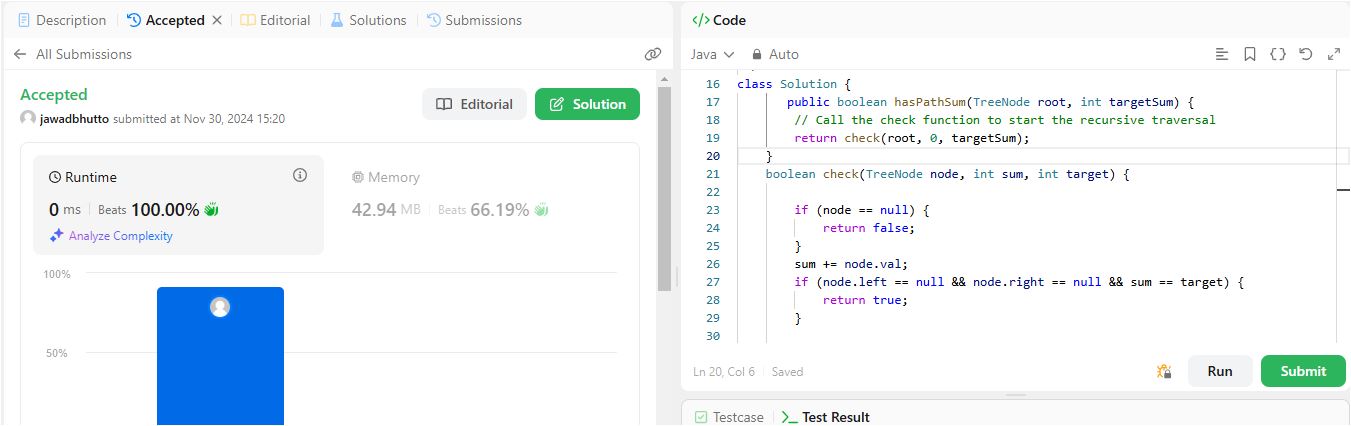 Description
Accepted
Editorial
Solutions
Submissions
All Submissions
Accepted
jawadbhutto submitted at Nov 30, 2024 15:20
Editorial
Solution
Runtime
0 ms
Beats 100.00%
Analyze Complexity
Memory
42.94 MB
Beats 66.19%
100%
50%
Code
Java
Auto
16 class Solution {
17 public boolean hasPathSum(TreeNode root, int targetSum) {
18 // Call the check function to start the recursive traversal
19 return check(root, 0, targetSum);
20 }
21 boolean check(TreeNode node, int sum, int target) {
22
23 if (node == null) {
24 return false;
25 }
26 sum += node.val;
27 if (node.left == null && node.right == null && sum == target) {
28 return true;
29 }
30
Ln 20, Col 6
Saved
Run
Submit
Testcase
Test Result